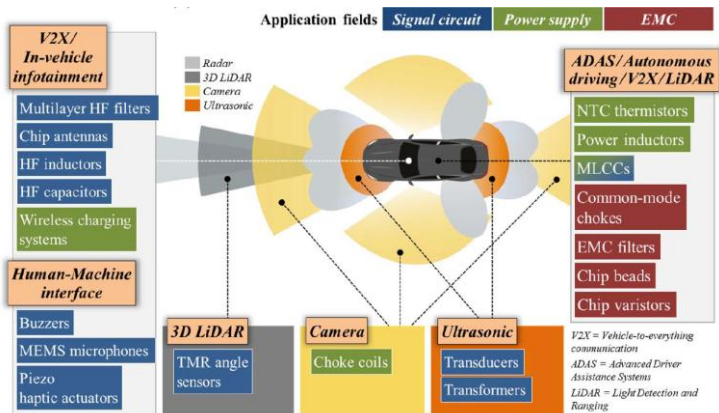 Application fields
Signal circuit
Power supply
EMC
V2X/
In-vehicle
infotainment
Multilayer HF filters
Chip antennas
HF inductors
HF capacitors
Wireless charging
systems
Human-Machine
interface
Buzzers
MEMS microphones
Piezo
haptic actuators
Radar
3D LiDAR
Camera
Ultrasonic
3D LiDAR
TMR angle
sensors
Camera
Choke coils
Ultrasonic
Transducers
Transformers
ADAS/Autonomous
driving/V2X/LiDAR
NTC thermistors
Power inductors
MLCCs
Common-mode
chokes
EMC filters
Chip beads
Chip varistors
V2X = Vehicle-to-everything
communication
ADAS = Advanced Driver
Assistance Systems
LiDAR = Light Detection and
Ranging